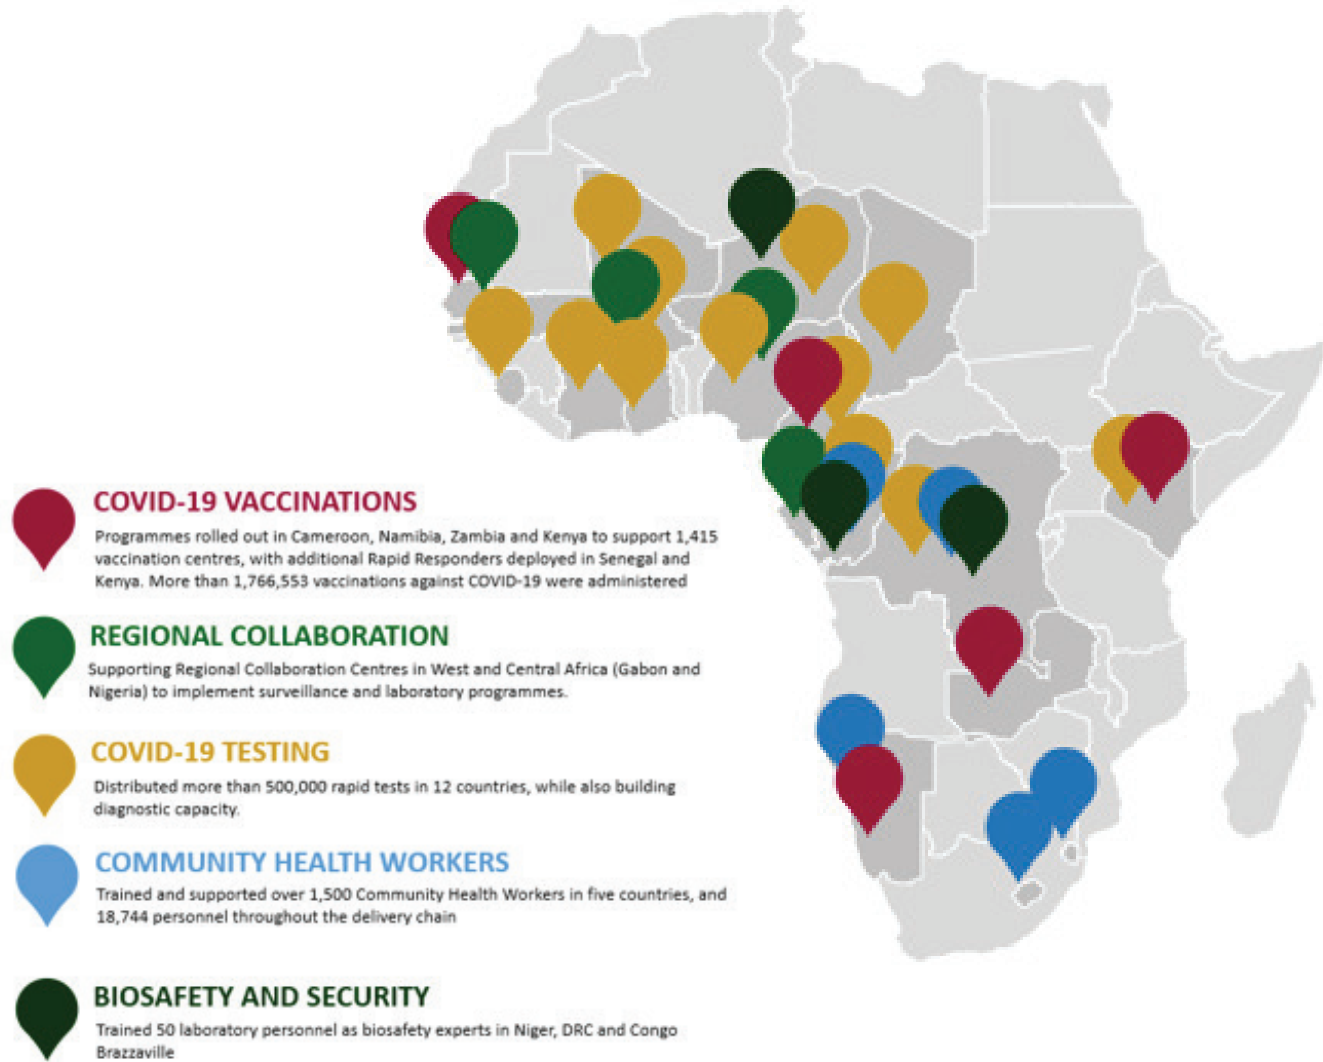 COVID-19 VACCINATIONS
Programmes rolled out in Cameroon, Namibia, Zambia and Kenya to support 1,415
vaccination centres, with additional Rapid Responders deployed in Senegal and
Kenya. More than 1,766,553 vaccinations against COVID-19 were administered
REGIONAL COLLABORATION
Supporting Regional Collaboration Centres in West and Central Africa (Gabon and
Nigeria) to implement surveillance and laboratory programmes.
COVID-19 TESTING
Distributed more than 500,000 rapid tests in 12 countries, while also building
diagnostic capacity.
COMMUNITY HEALTH WORKERS
Trained and supported over 1,500 Community Health Workers in five countries, and
18,744 personnel throughout the delivery chain
BIOSAFETY AND SECURITY
Trained 50 laboratory personnel as biosafety experts in Niger, DRC and Congo
Brazzaville